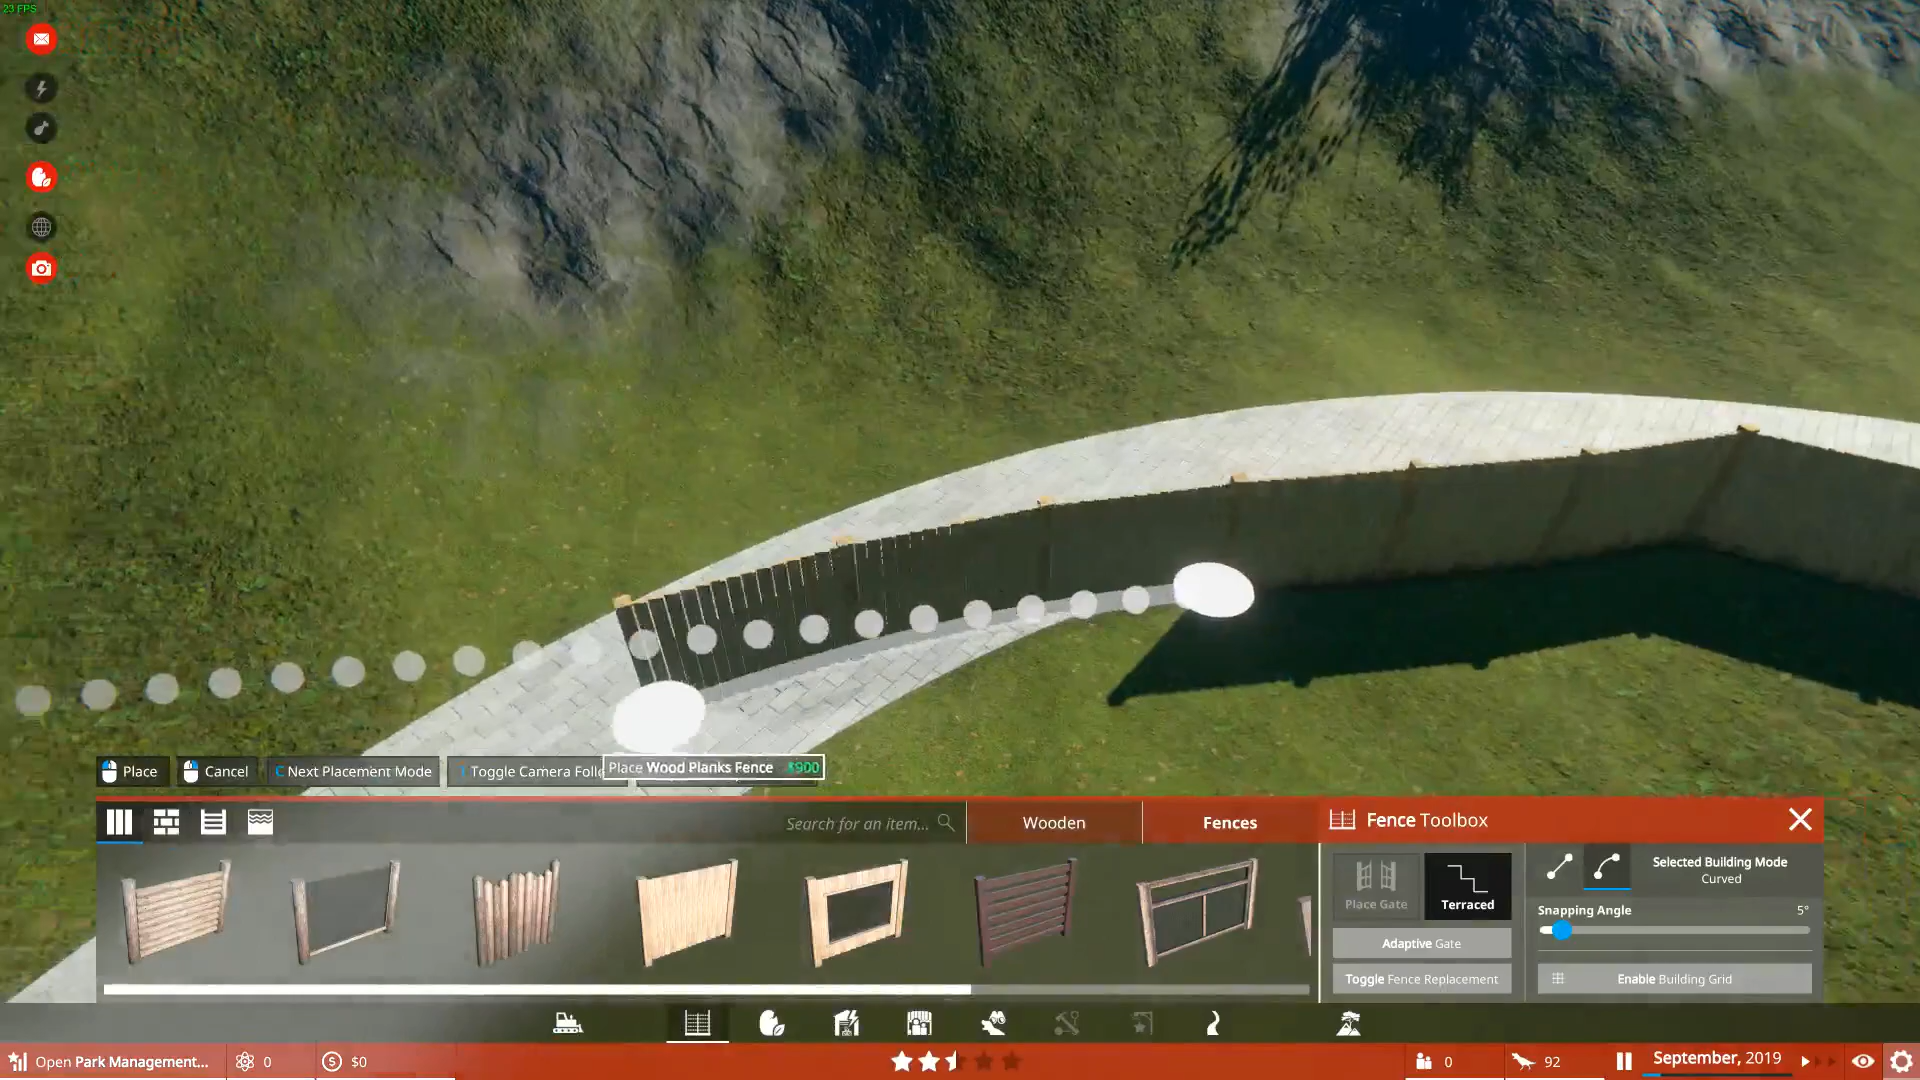 23 FPS
Place
Cancel
C Next Placement Mode
Toggle Camera Follo
Place Wood Planks Fence $900
Search for an item...
Wooden
Fences
Fence Toolbox
Place Gate
Terraced
Selected Building Mode
Curved
Snapping Angle
5°
Adaptive Gate
Toggle Fence Replacement
Enable Building Grid
Open Park Management...
0
$0
0
92
September, 2019